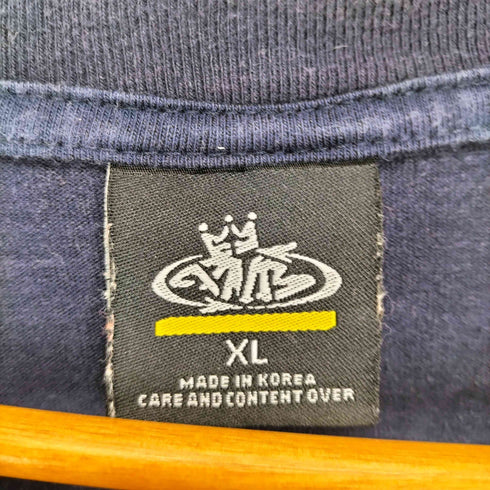 XL
MADE IN KOREA
CARE AND CONTENT OVER